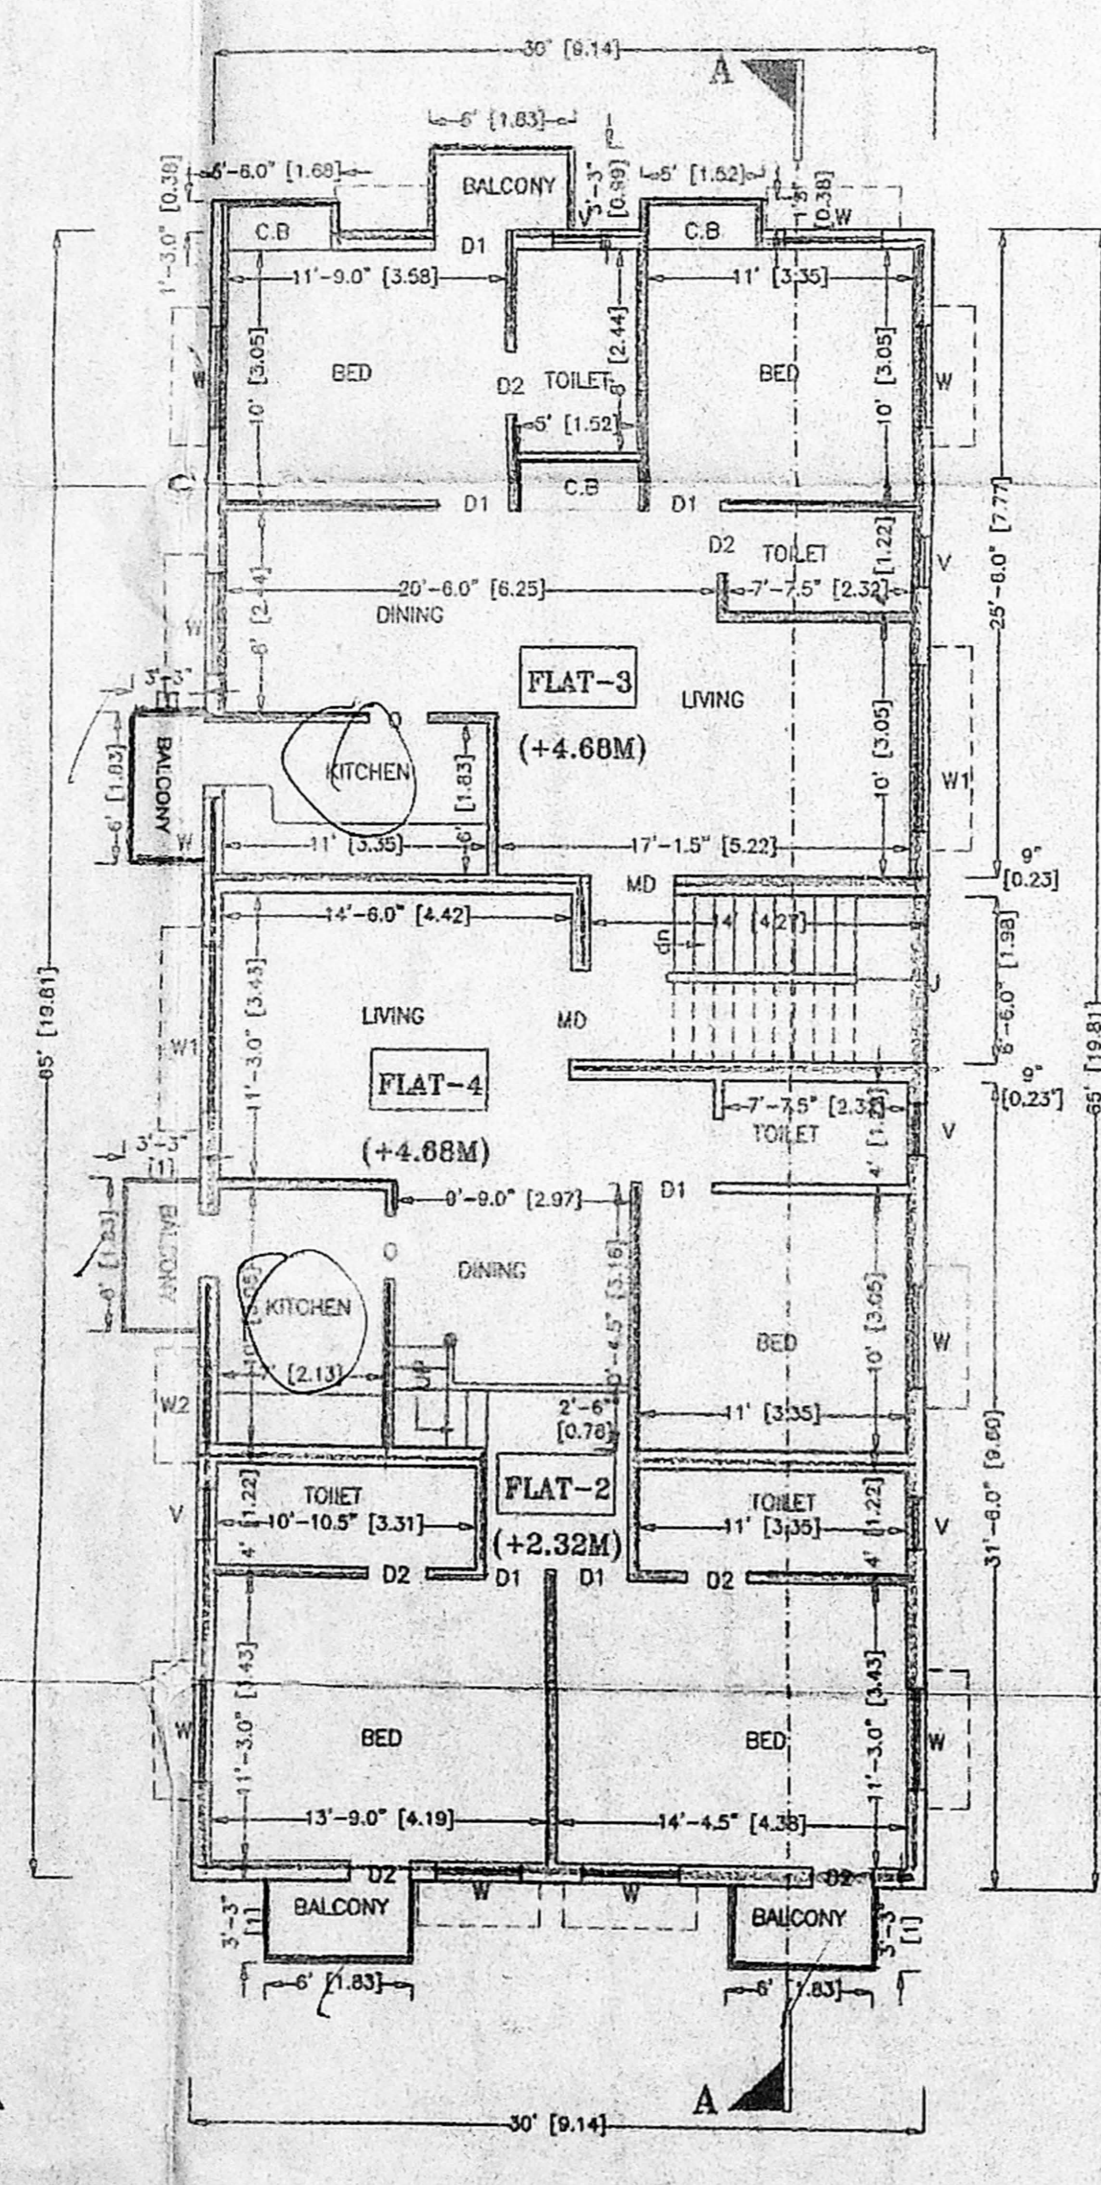 30' [9.14]
A
6' [1.83]
5'-6.0" [1.68]
3'-3" [0.99]
5' [1.52]
1'-3" [0.38]
1'-3.0" [0.38]
BALCONY
W
C.B
D1
V
C.B
11'-9.0" [3.58]
11' [3.35]
10' [3.05]
8' [2.44]
10' [3.05]
W
BED
D2
TOILET
BED
W
5' [1.52]
C.B
D1
D1
25'-6.0" [7.77]
[1.22]
D2
TOILET
V
20'-6.0" [6.25]
7'-7.5" [2.32]
DINING
W
FLAT-3
LIVING
3'-3"
(+4.68M)
O
BALCONY
6' [1.83]
KITCHEN
6' [1.83]
10' [3.05]
W1
W
11' [3.35]
17'-1.5" [5.22]
9"
[0.23]
MD
14'-6.0" [4.42]
14' [4.27]
dn
6'-6.0" [1.98]
65' [19.81]
65' [19.81]
LIVING
MD
W1
11'-3.0" [3.43]
FLAT-4
9"
[0.23']
7'-7.5"
TOILET
4'
V
(+4.68M)
3'-3"
D1
9'-9.0" [2.97]
BALCONY
6' [1.83]
O
DINING
[3.16]
KITCHEN
10' [3.05]
BED
10' [3.05]
W
[2.13]
UP
W2
2'-6"
[0.76]
11' [3.35]
31'-6.0" [9.60]
FLAT-2
TOILET
10'-10.5" [3.31]
4' [1.22]
V
TOILET
11' [3.35]
4' [1.22]
V
(+2.32M)
D2
D1
D1
D2
11'-3.0" [3.43]
11'-3.0" [3.43]
W
BED
BED
W
13'-9.0" [4.19]
14'-4.5" [4.38]
D2
W
W
D2
BALCONY
BALCONY
3'-3"
[1]
3'-3"
[1]
6' [1.83]
6' [1.83]
A
30' [9.14]